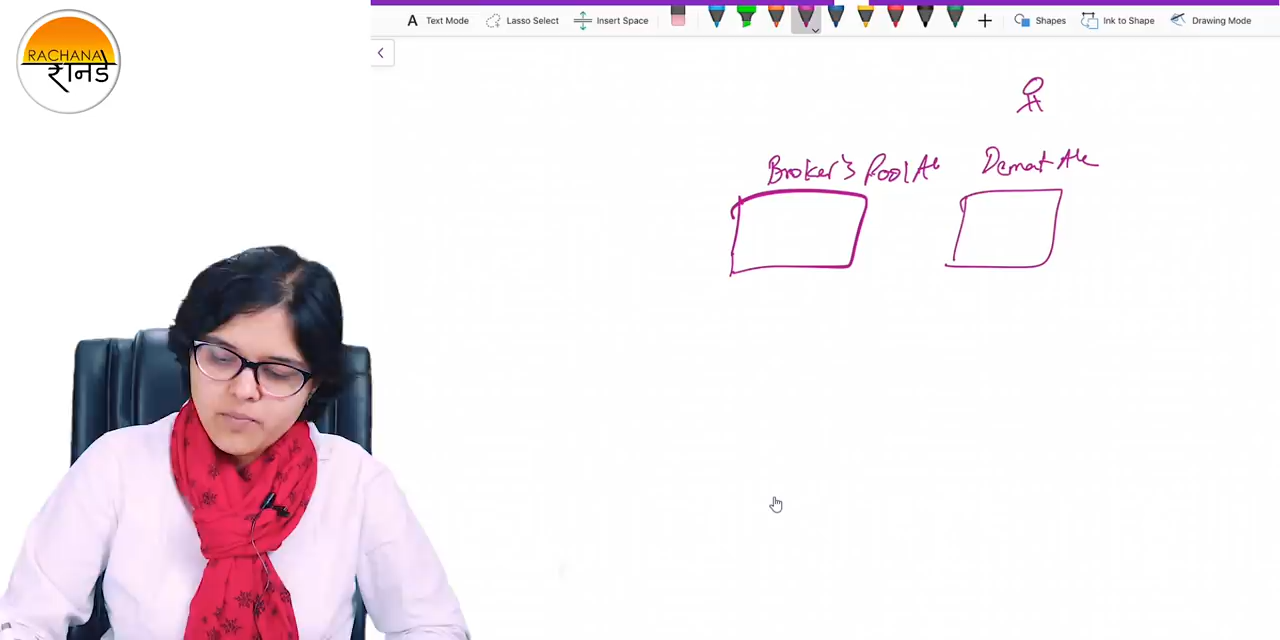 RACHANA
रानडे
A Text Mode
Lasso Select
Insert Space
Shapes
Ink to Shape
Drawing Mode
Broker's Pool A/c
Demat A/c